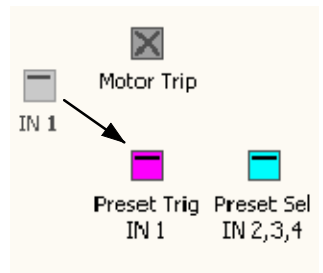 Motor Trip
IN 1
Preset Trig
IN 1
Preset Sel
IN 2,3,4